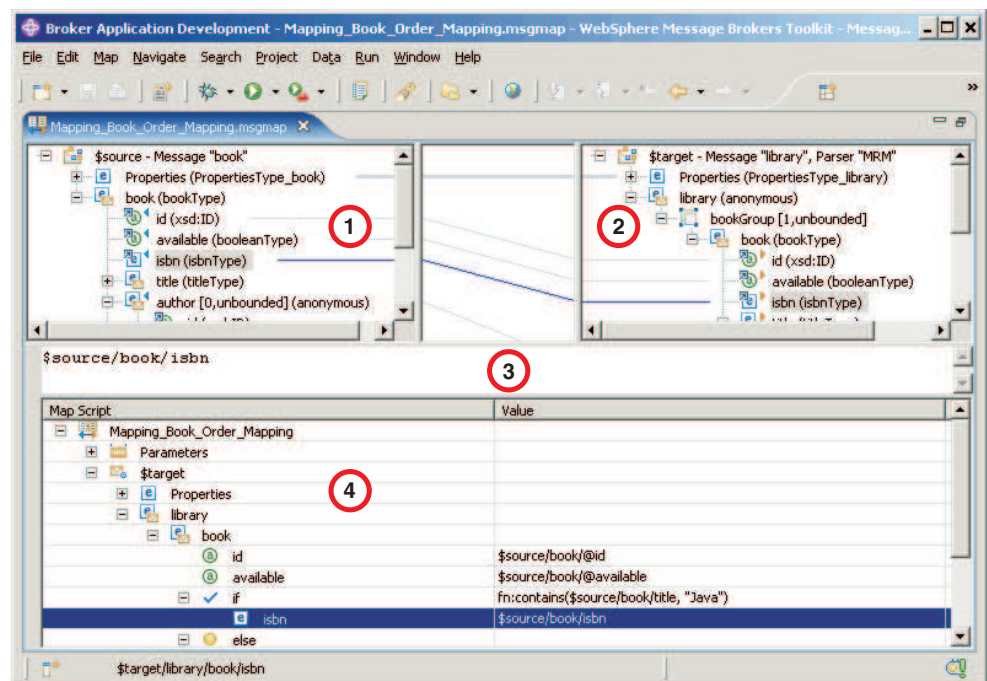 Broker Application Development - Mapping_Book_Order_Mapping.msgmap - WebSphere Message Brokers Toolkit - Messag...
File Edit Map Navigate Search Project Data Run Window Help
Mapping_Book_Order_Mapping.msgmap
$source - Message "book"
Properties (PropertiesType_book)
book (bookType)
id (xsd:ID)
available (booleanType)
isbn (isbnType)
title (titleType)
author [0,unbounded] (anonymous)
1
$target - Message "library", Parser "MRM"
Properties (PropertiesType_library)
library (anonymous)
bookGroup [1,unbounded]
book (bookType)
id (xsd:ID)
available (booleanType)
isbn (isbnType)
2
$source/book/isbn
3
Map Script Value
Mapping_Book_Order_Mapping
Parameters
$target
4
Properties
library
book
id $source/book/@id
available $source/book/@available
if fn:contains($source/book/title, "Java")
isbn $source/book/isbn
else
$target/library/book/isbn